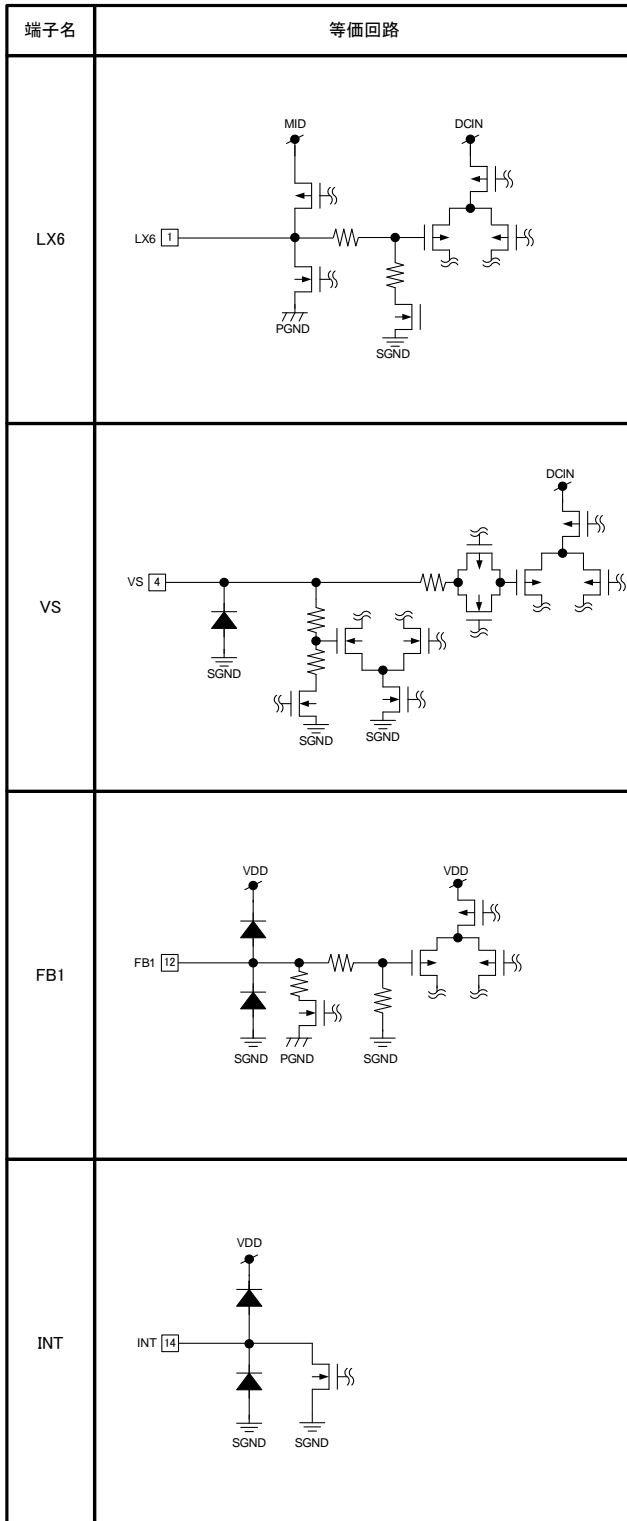 端子名 等価回路
LX6
MID DCIN
LX6 1
PGND
SGND
VS
DCIN
VS 4
SGND
SGND SGND
FB1
VDD VDD
FB1 12
SGND PGND SGND
INT
VDD
INT 14
SGND SGND